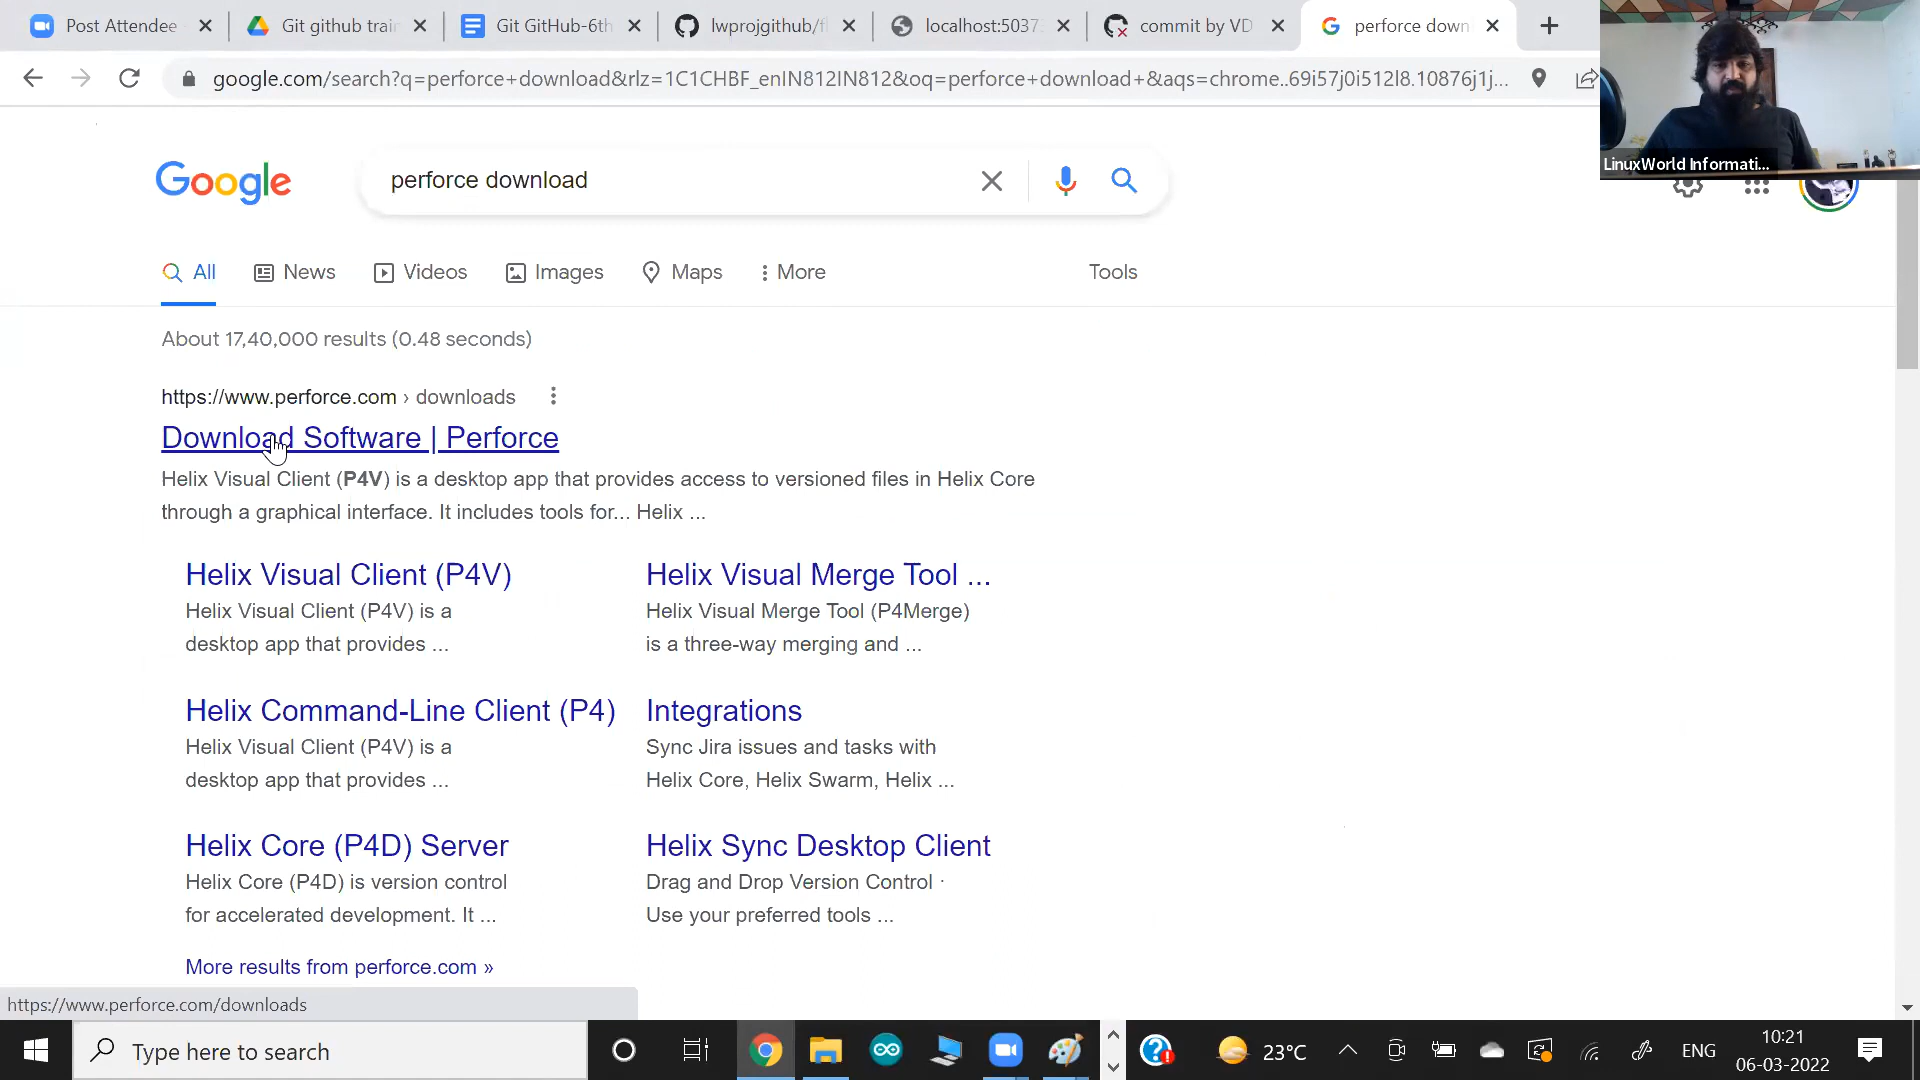 Post Attendee
Git github trai
Git GitHub-6th
lwprojgithub/f
localhost:5037
commit by VD
perforce down
google.com/search?q=perforce+download&rlz=1C1CHBF_enIN812IN812&oq=perforce+download+&aqs=chrome..69i57j0i512l8.10876j1j...
LinuxWorld Informati...
Google
perforce download
All
News
Videos
Images
Maps
More
Tools
About 17,40,000 results (0.48 seconds)
https://www.perforce.com › downloads
Download Software | Perforce
Helix Visual Client (P4V) is a desktop app that provides access to versioned files in Helix Core
through a graphical interface. It includes tools for... Helix ...
Helix Visual Client (P4V)
Helix Visual Client (P4V) is a
desktop app that provides ...
Helix Visual Merge Tool ...
Helix Visual Merge Tool (P4Merge)
is a three-way merging and ...
Helix Command-Line Client (P4)
Helix Visual Client (P4V) is a
desktop app that provides ...
Integrations
Sync Jira issues and tasks with
Helix Core, Helix Swarm, Helix ...
Helix Core (P4D) Server
Helix Core (P4D) is version control
for accelerated development. It ...
Helix Sync Desktop Client
Drag and Drop Version Control ·
Use your preferred tools ...
More results from perforce.com »
https://www.perforce.com/downloads
Type here to search
23°C
ENG
10:21
06-03-2022